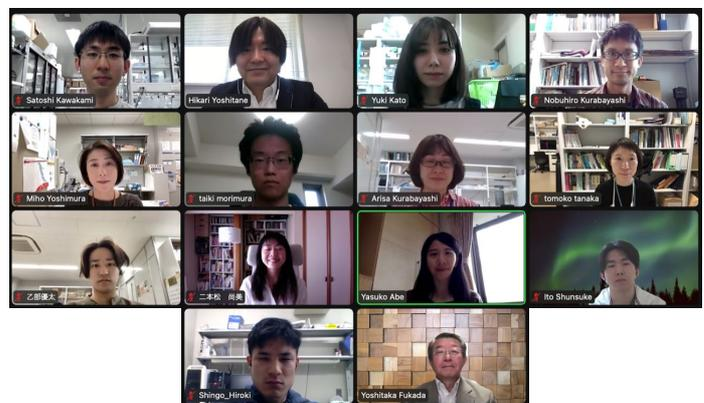 Satoshi Kawakami
Hikari Yoshitane
Yuki Kato
Nobuhiro Kurabayashi
Miho Yoshimura
taiki morimura
Arisa Kurabayashi
tomoko tanaka
乙部優太
二本松 尚美
Yasuko Abe
Ito Shunsuke
Shingo_Hiroki
Yoshitaka Fukada